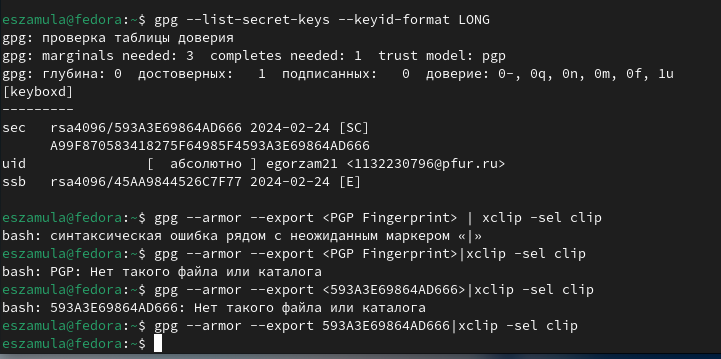 eszamula@fedora:~$ gpg --list-secret-keys --keyid-format LONG
gpg: проверка таблицы доверия
gpg: marginals needed: 3  completes needed: 1  trust model: pgp
gpg: глубина: 0  достоверных:   1  подписанных:   0  доверие: 0-, 0q, 0n, 0m, 0f, 1u
[keyboxd]
---------
sec   rsa4096/593A3E69864AD666 2024-02-24 [SC]
      A99F870583418275F64985F4593A3E69864AD666
uid              [  абсолютно ] egorzam21 <1132230796@pfur.ru>
ssb   rsa4096/45AA9844526C7F77 2024-02-24 [E]
eszamula@fedora:~$ gpg --armor --export <PGP Fingerprint> | xclip -sel clip
bash: синтаксическая ошибка рядом с неожиданным маркером «|»
eszamula@fedora:~$ gpg --armor --export <PGP Fingerprint>|xclip -sel clip
bash: PGP: Нет такого файла или каталога
eszamula@fedora:~$ gpg --armor --export <593A3E69864AD666>|xclip -sel clip
bash: 593A3E69864AD666: Нет такого файла или каталога
eszamula@fedora:~$ gpg --armor --export 593A3E69864AD666|xclip -sel clip
eszamula@fedora:~$